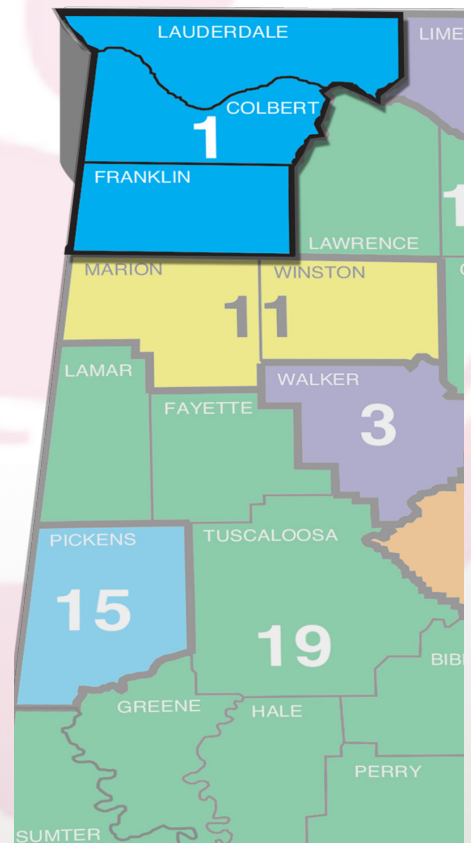 LAUDERDALE
LIME
COLBERT
1
FRANKLIN
1
LAWRENCE
MARION
WINSTON
11
LAMAR
WALKER
FAYETTE
3
PICKENS
TUSCALOOSA
15
19
BIB
GREENE
HALE
PERRY
SUMTER